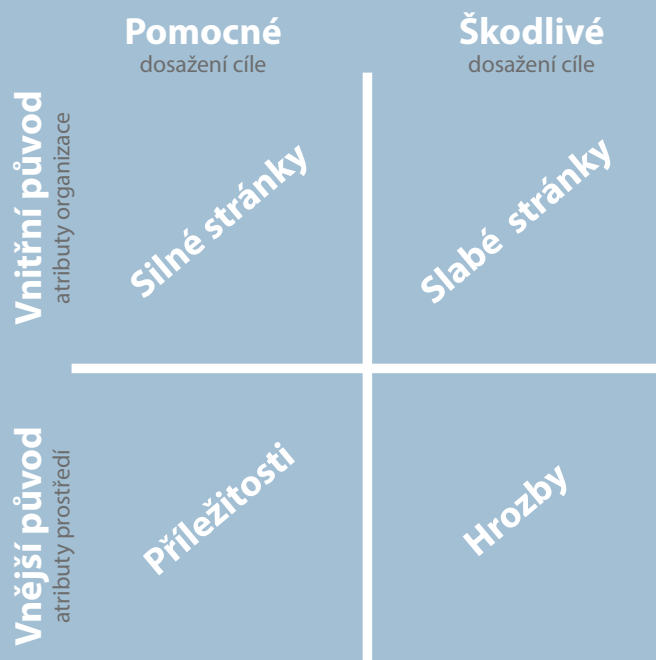 Pomocné
dosažení cíle
Škodlivé
dosažení cíle
Vnitřní původ
atributy organizace
Silné stránky
Slabé stránky
Vnější původ
atributy prostředí
Příležitosti
Hrozby